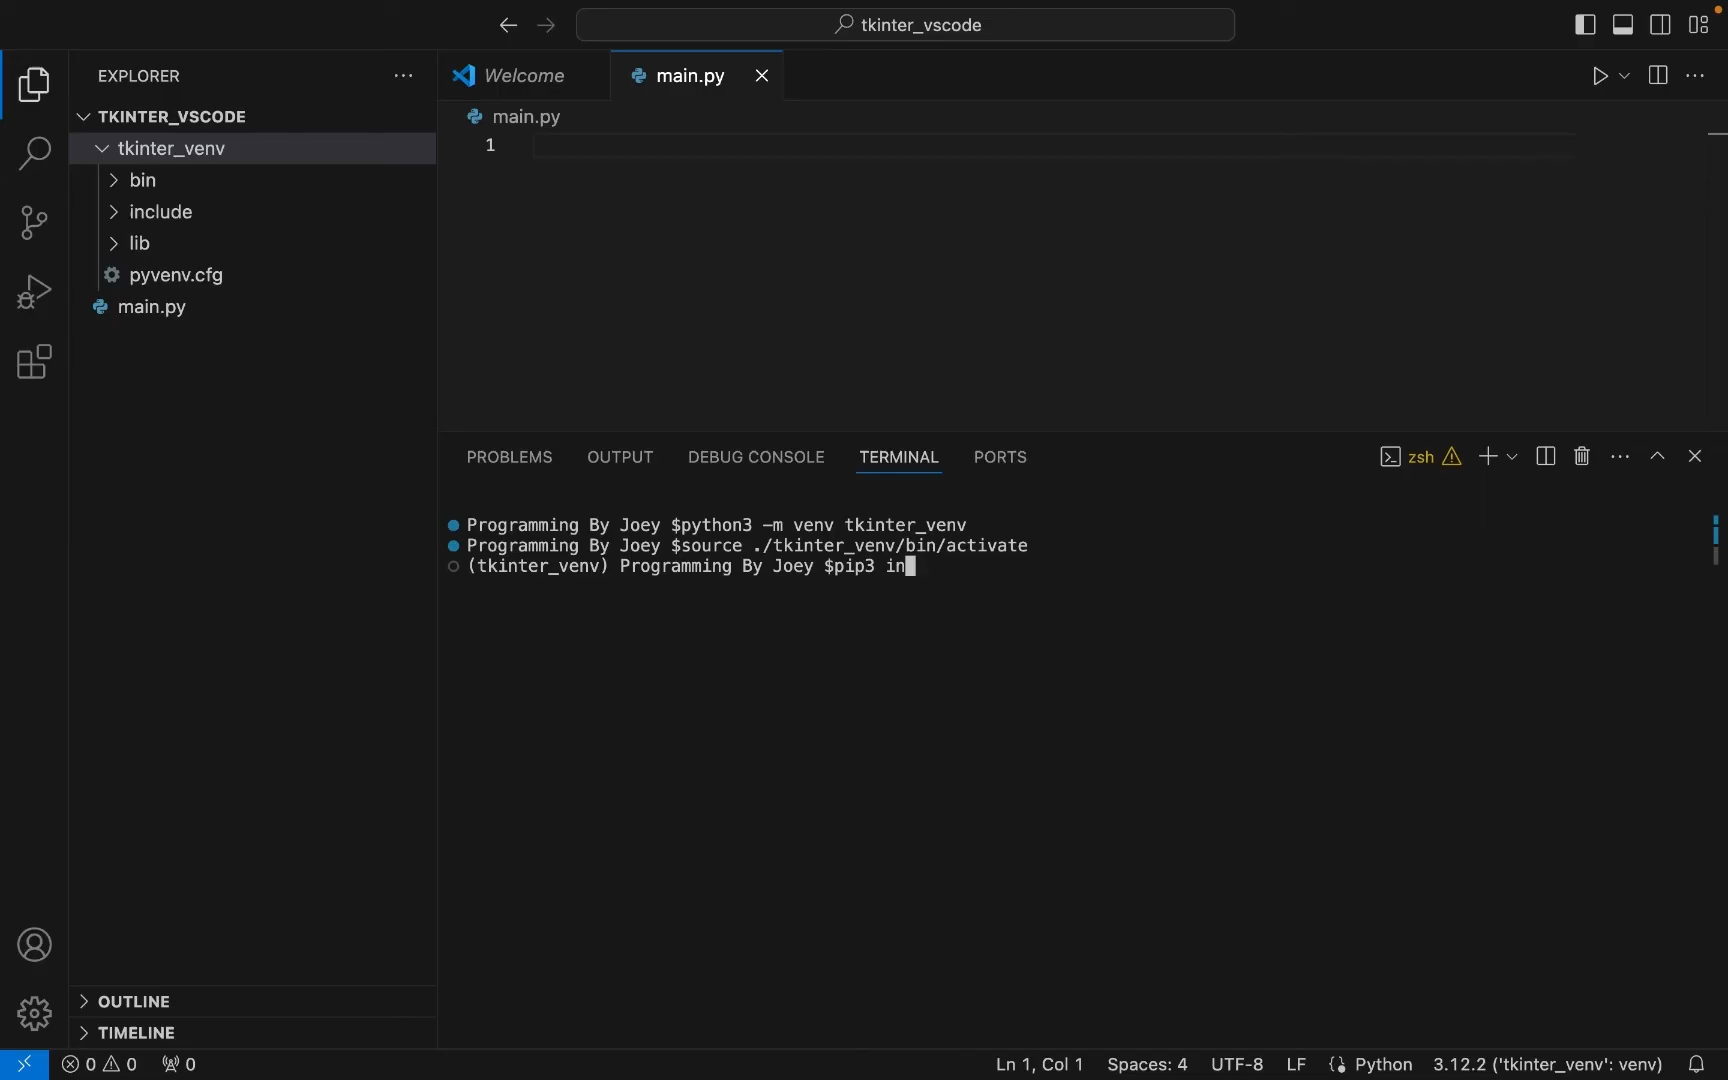 tkinter_vscode
EXPLORER
Welcome
main.py
TKINTER_VSCODE
main.py
tkinter_venv
1
bin
include
lib
pyvenv.cfg
main.py
PROBLEMS OUTPUT DEBUG CONSOLE TERMINAL PORTS
zsh
Programming By Joey $python3 -m venv tkinter_venv
Programming By Joey $source ./tkinter_venv/bin/activate
(tkinter_venv) Programming By Joey $pip3 in
OUTLINE
TIMELINE
0 0 0 Ln 1, Col 1 Spaces: 4 UTF-8 LF Python 3.12.2 ('tkinter_venv': venv)